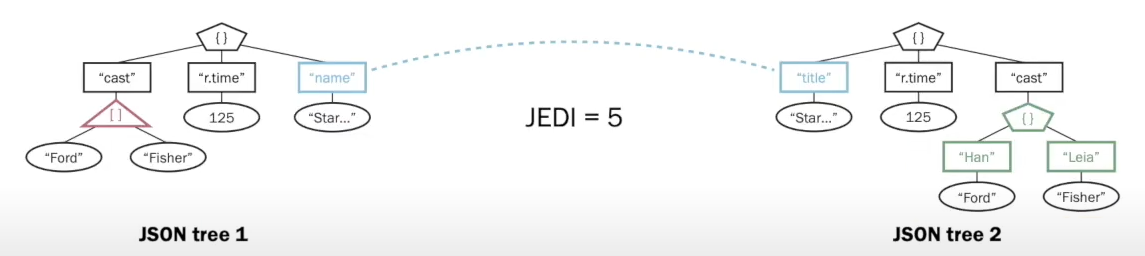 { }
"cast"
"r.time"
"name"
[ ]
125
"Star..."
"Ford"
"Fisher"
JSON tree 1
JEDI = 5
{ }
"title"
"r.time"
"cast"
"Star..."
125
{ }
"Han"
"Leia"
"Ford"
"Fisher"
JSON tree 2